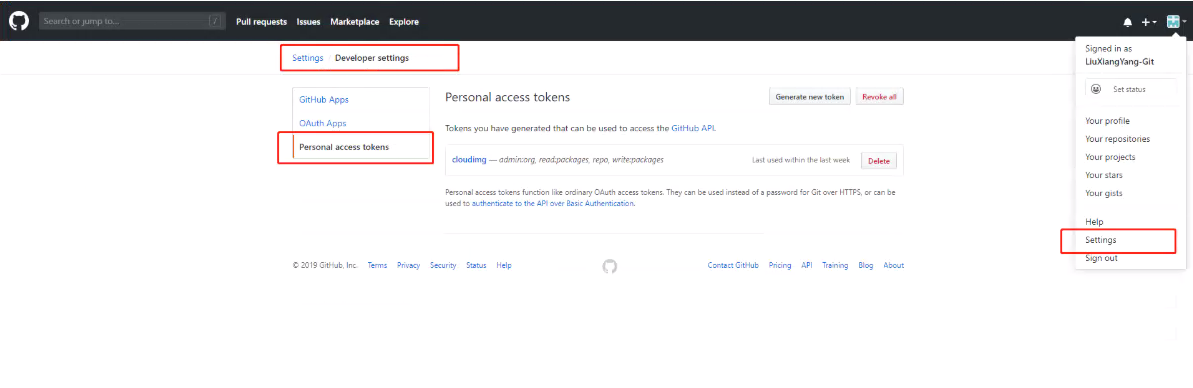 Search or jump to... / Pull requests Issues Marketplace Explore
Signed in as
LiuXiangYang-Git
Set status
Your profile
Your repositories
Your projects
Your stars
Your gists
Help
Settings
Sign out
Settings / Developer settings
GitHub Apps
OAuth Apps
Personal access tokens
Personal access tokens Generate new token Revoke all
Tokens you have generated that can be used to access the GitHub API.
cloudimg — admin:org, read:packages, repo, write:packages Last used within the last week Delete
Personal access tokens function like ordinary OAuth access tokens. They can be used instead of a password for Git over HTTPS, or can be
used to authenticate to the API over Basic Authentication.
© 2019 GitHub, Inc. Terms Privacy Security Status Help Contact GitHub Pricing API Training Blog About